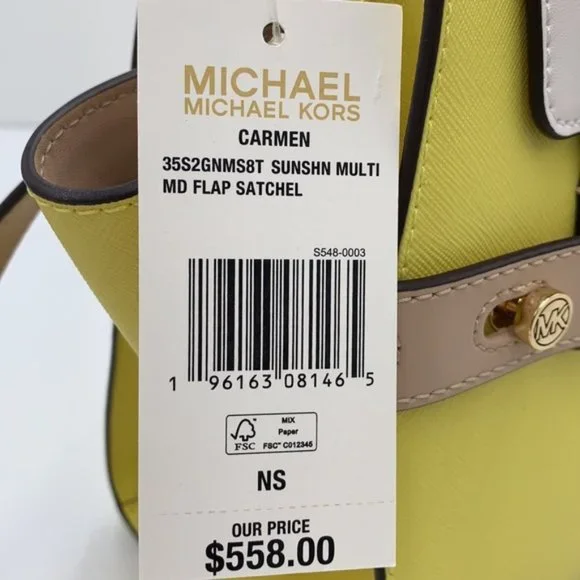 MICHAEL
MICHAEL KORS
CARMEN
35S2GNMS8T SUNSHN MULTI
MD FLAP SATCHEL
S548-0003
1 96163 08146 5
FSC
MIX
Paper
FSC™ C012345
NS
OUR PRICE
$558.00
MK